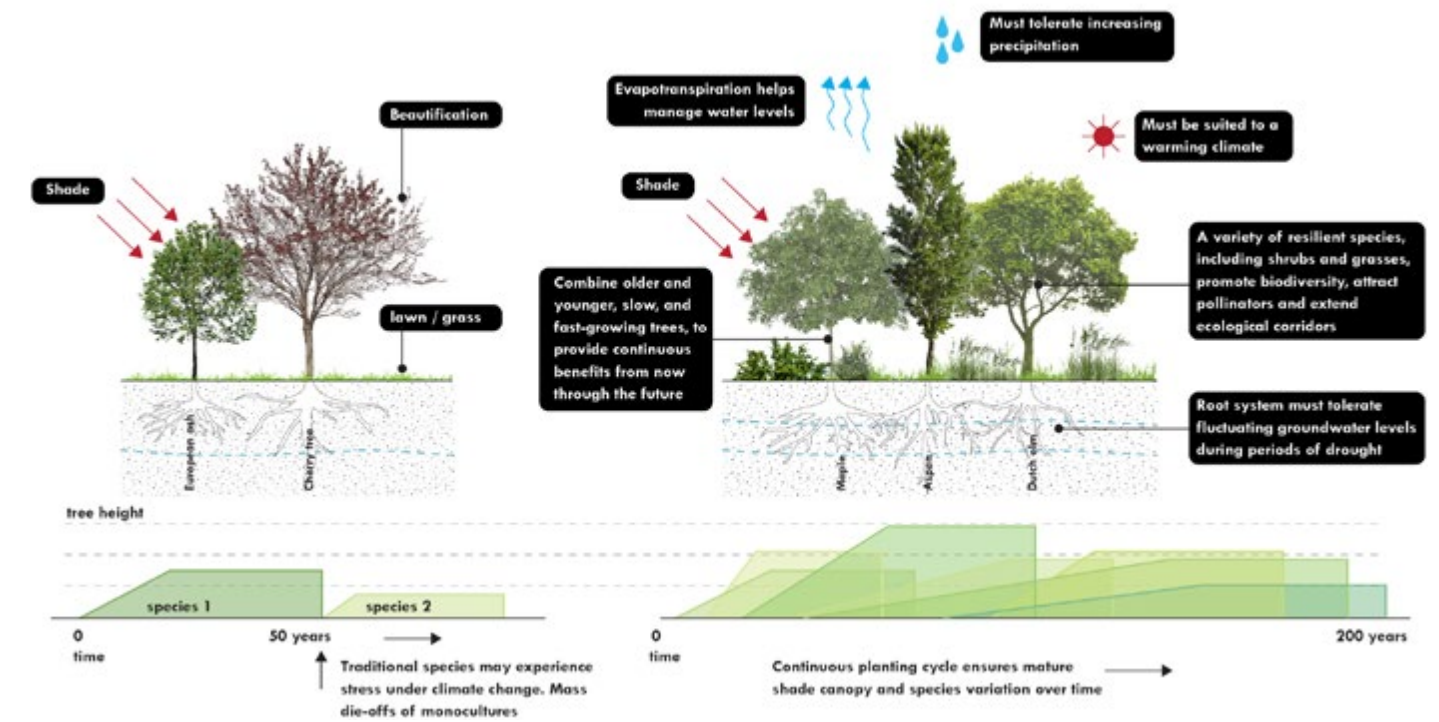 Must tolerate increasing
precipitation
Evapotranspiration helps
manage water levels
Beautification
Must be suited to a
warming climate
Shade
Shade
A variety of resilient species,
including shrubs and grasses,
promote biodiversity, attract
pollinators and extend
ecological corridors
Combine older and
younger, slow, and
fast-growing trees, to
provide continuous
benefits from now
through the future
lawn / grass
Root system must tolerate
fluctuating groundwater levels
during periods of drought
European ash
Cherry tree
Maple
Aspen
Dutch elm
tree height
species 1
species 2
0
50 years
time
Traditional species may experience
stress under climate change. Mass
die-offs of monocultures
0
200 years
time
Continuous planting cycle ensures mature
shade canopy and species variation over time